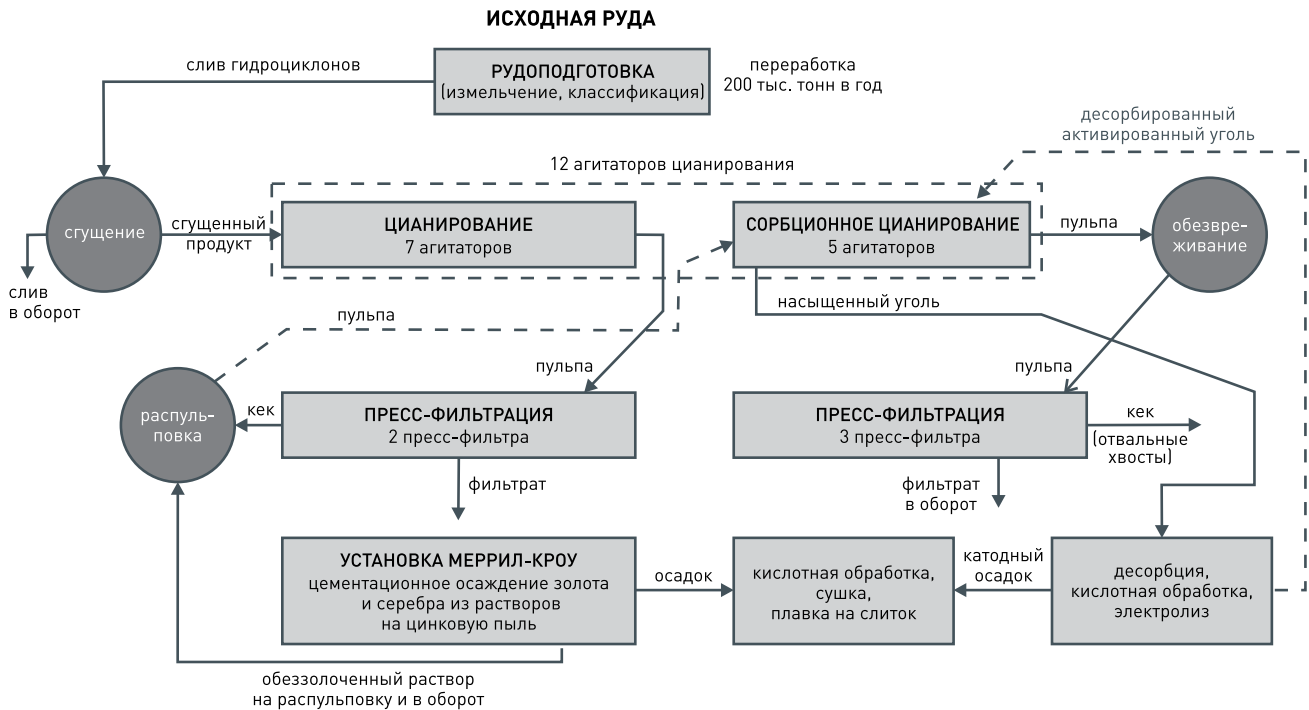 ИСХОДНАЯ РУДА
слив гидроциклонов
РУДОПОДГОТОВКА
(измельчение, классификация)
переработка
200 тыс. тонн в год
десорбированный
активированный уголь
12 агитаторов цианирования
сгущение
сгущенный
продукт
ЦИАНИРОВАНИЕ
7 агитаторов
СОРБЦИОННОЕ ЦИАНИРОВАНИЕ
5 агитаторов
пульпа
обезвре-
живание
слив
в оборот
пульпа
насыщенный уголь
пульпа
пульпа
распуль-
повка
кек
ПРЕСС-ФИЛЬТРАЦИЯ
2 пресс-фильтра
ПРЕСС-ФИЛЬТРАЦИЯ
3 пресс-фильтра
кек
(отвальные
хвосты)
фильтрат
фильтрат
в оборот
УСТАНОВКА МЕРРИЛ-КРОУ
цементационное осаждение золота
и серебра из растворов
на цинковую пыль
осадок
кислотная обработка,
сушка,
плавка на слиток
катодный
осадок
десорбция,
кислотная обработка,
электролиз
обеззолоченный раствор
на распульповку и в оборот